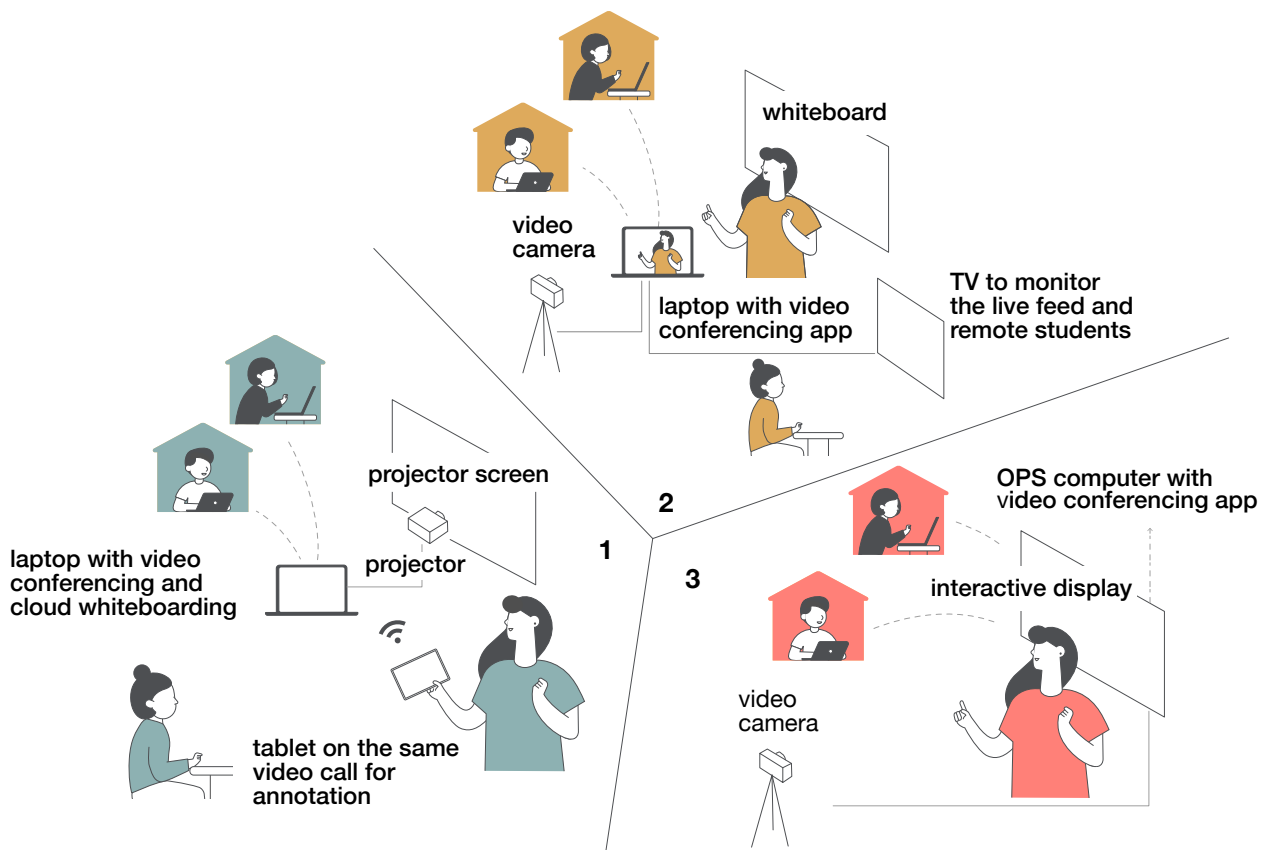 whiteboard
video
camera
TV to monitor
the live feed and
remote students
laptop with video
conferencing app
2
projector screen
projector
1
laptop with video
conferencing and
cloud whiteboarding
tablet on the same
video call for
annotation
3
OPS computer with
video conferencing app
interactive display
video
camera